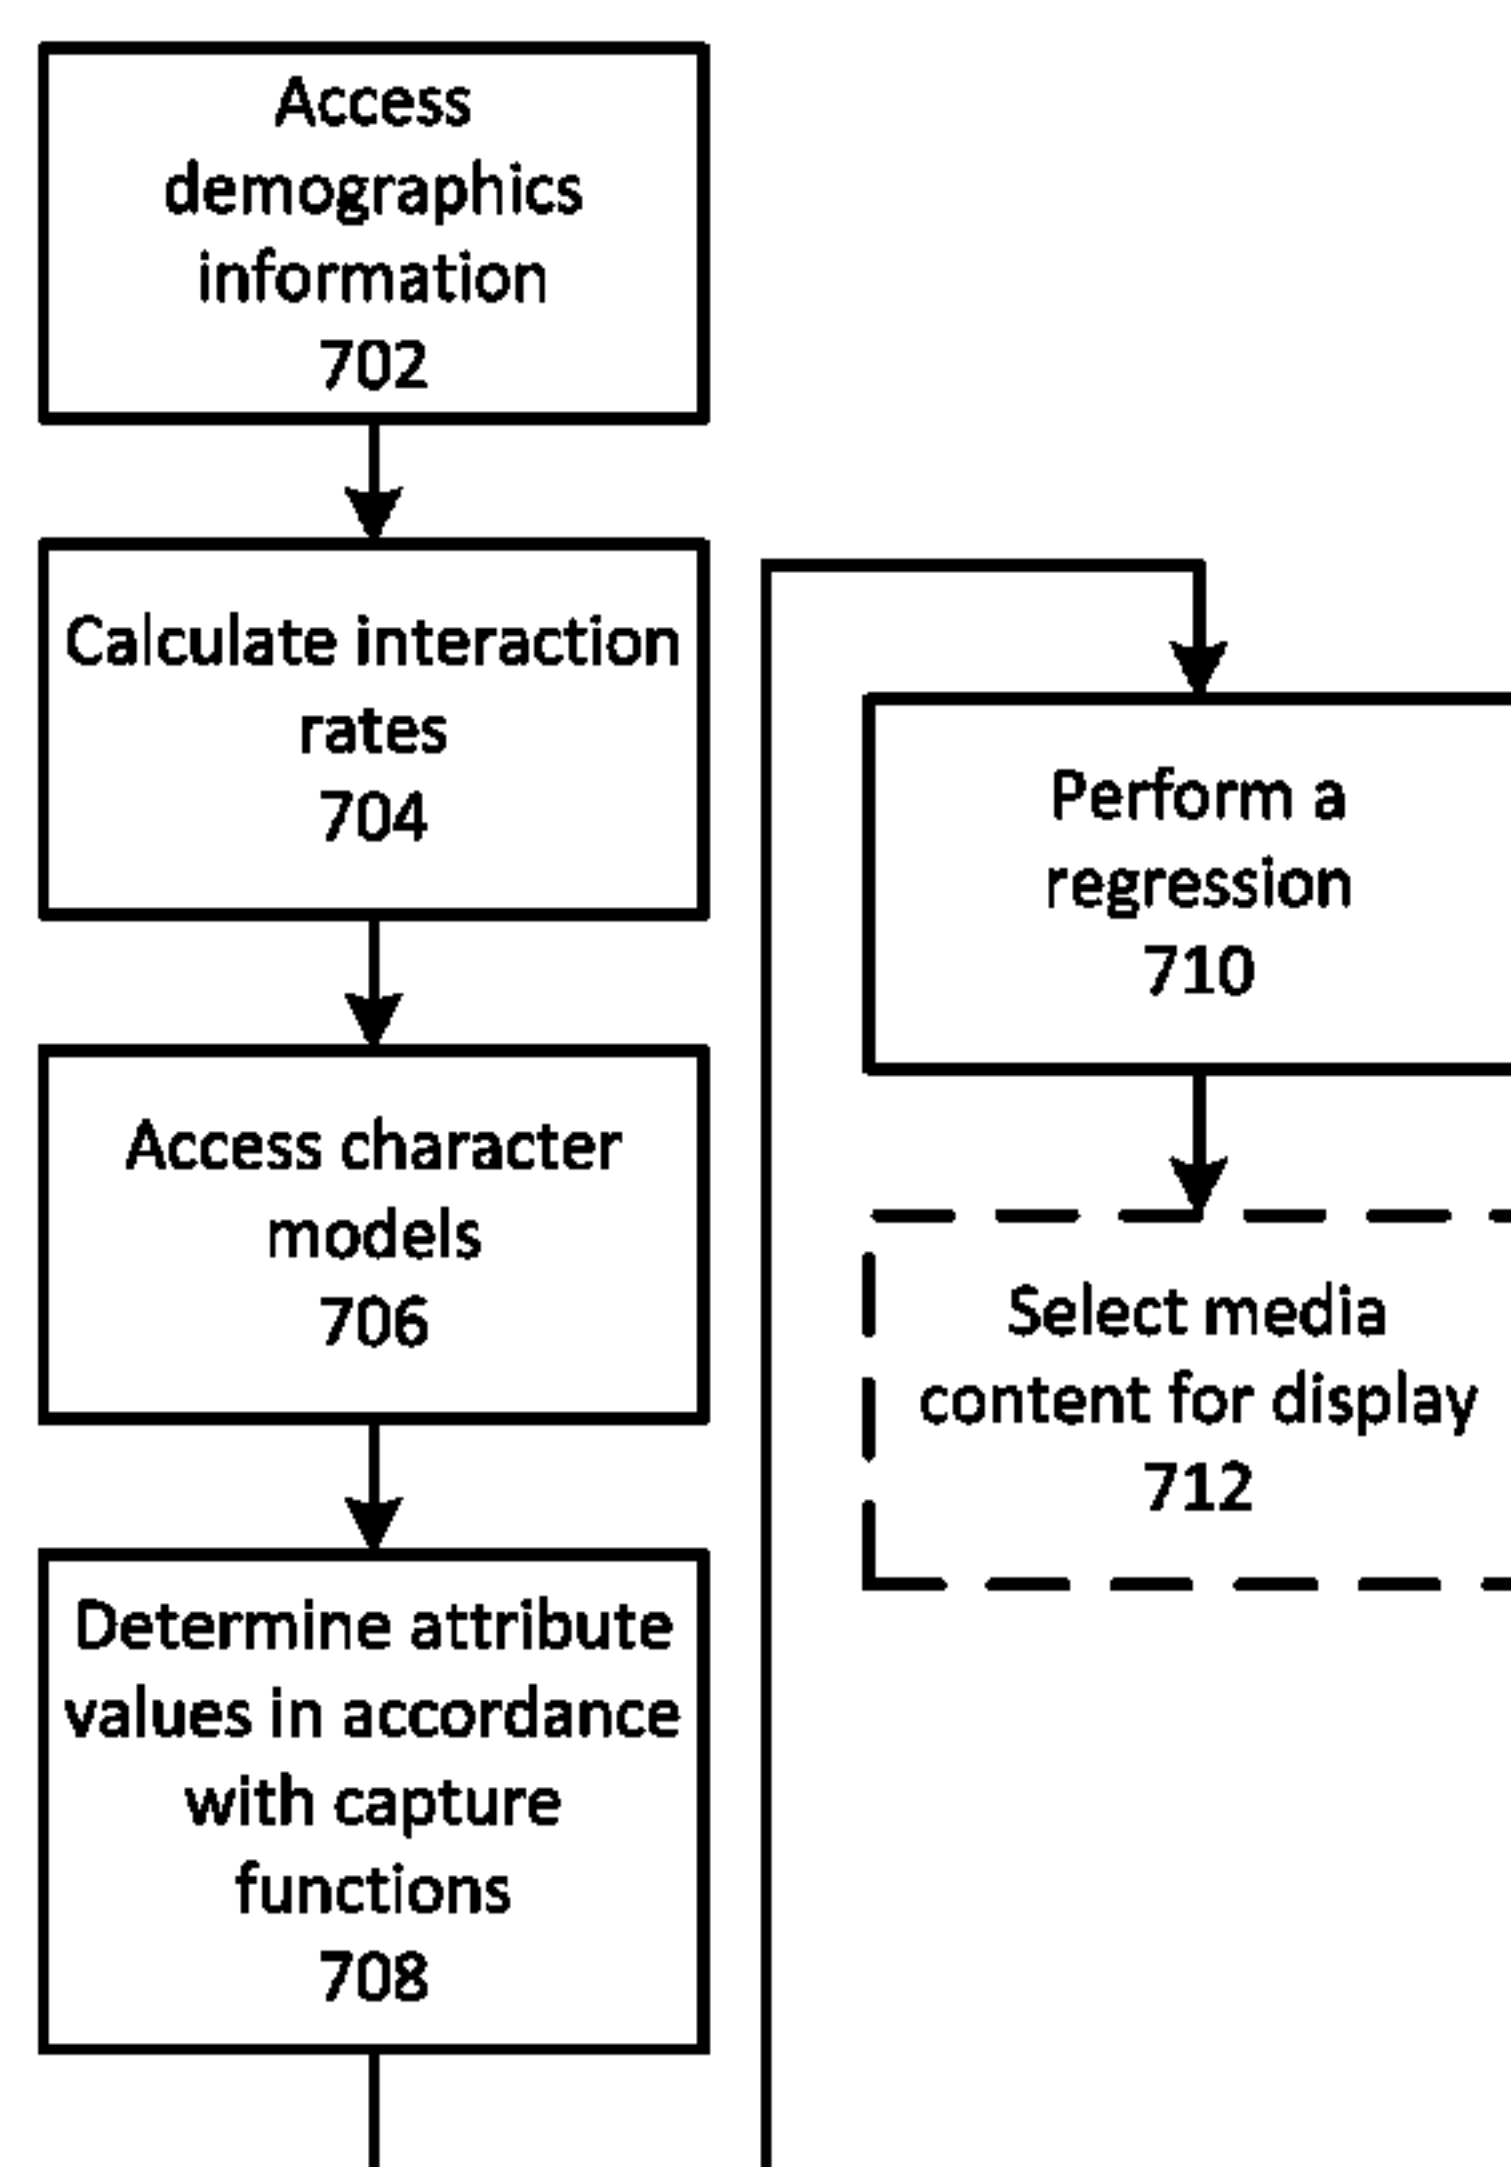 Access
demographics
information
702
Calculate interaction
rates
704
Access character
models
706
Determine attribute
values in accordance
with capture
functions
708
Perform a
regression
710
Select media
content for display
712